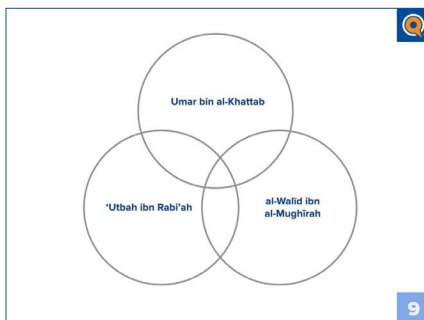 Umar bin al-Khattab
‘Utbah ibn Rabi’ah
al-Walīd ibn
al-Mughīrah
9